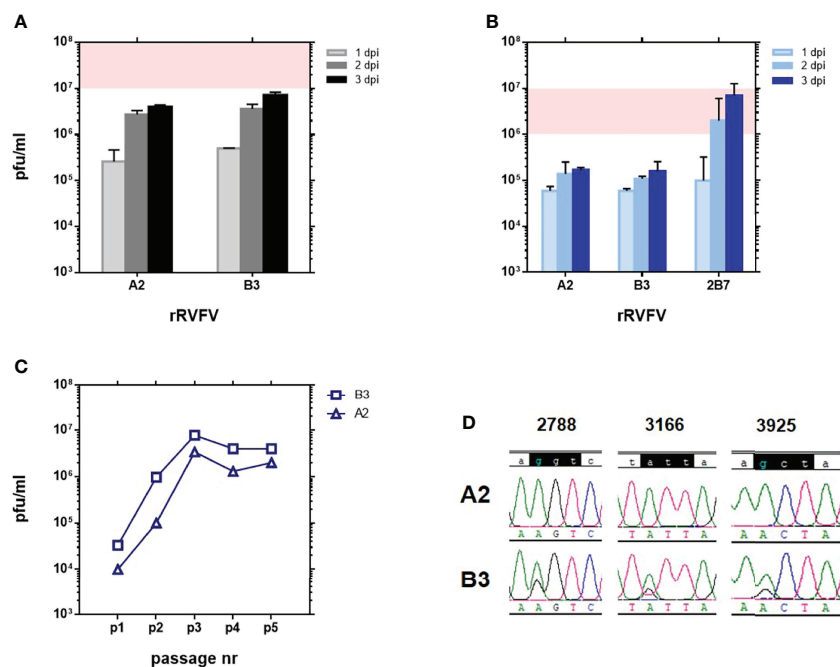 A
pfu/ml
10⁸
10⁷
10⁶
10⁵
10⁴
10³
A2
B3
rRVFV
1 dpi
2 dpi
3 dpi
B
10⁸
10⁷
10⁶
10⁵
10⁴
10³
A2
B3
2B7
rRVFV
1 dpi
2 dpi
3 dpi
C
pfu/ml
10⁸
10⁷
10⁶
10⁵
10⁴
10³
p1
p2
p3
p4
p5
passage nr
B3
A2
D
2788
3166
3925
a g g t c
t a t t a
a g c t a
A2
A A G T C
T A T T A
A A C T A
B3
A A G T C
T A T T A
A A C T A